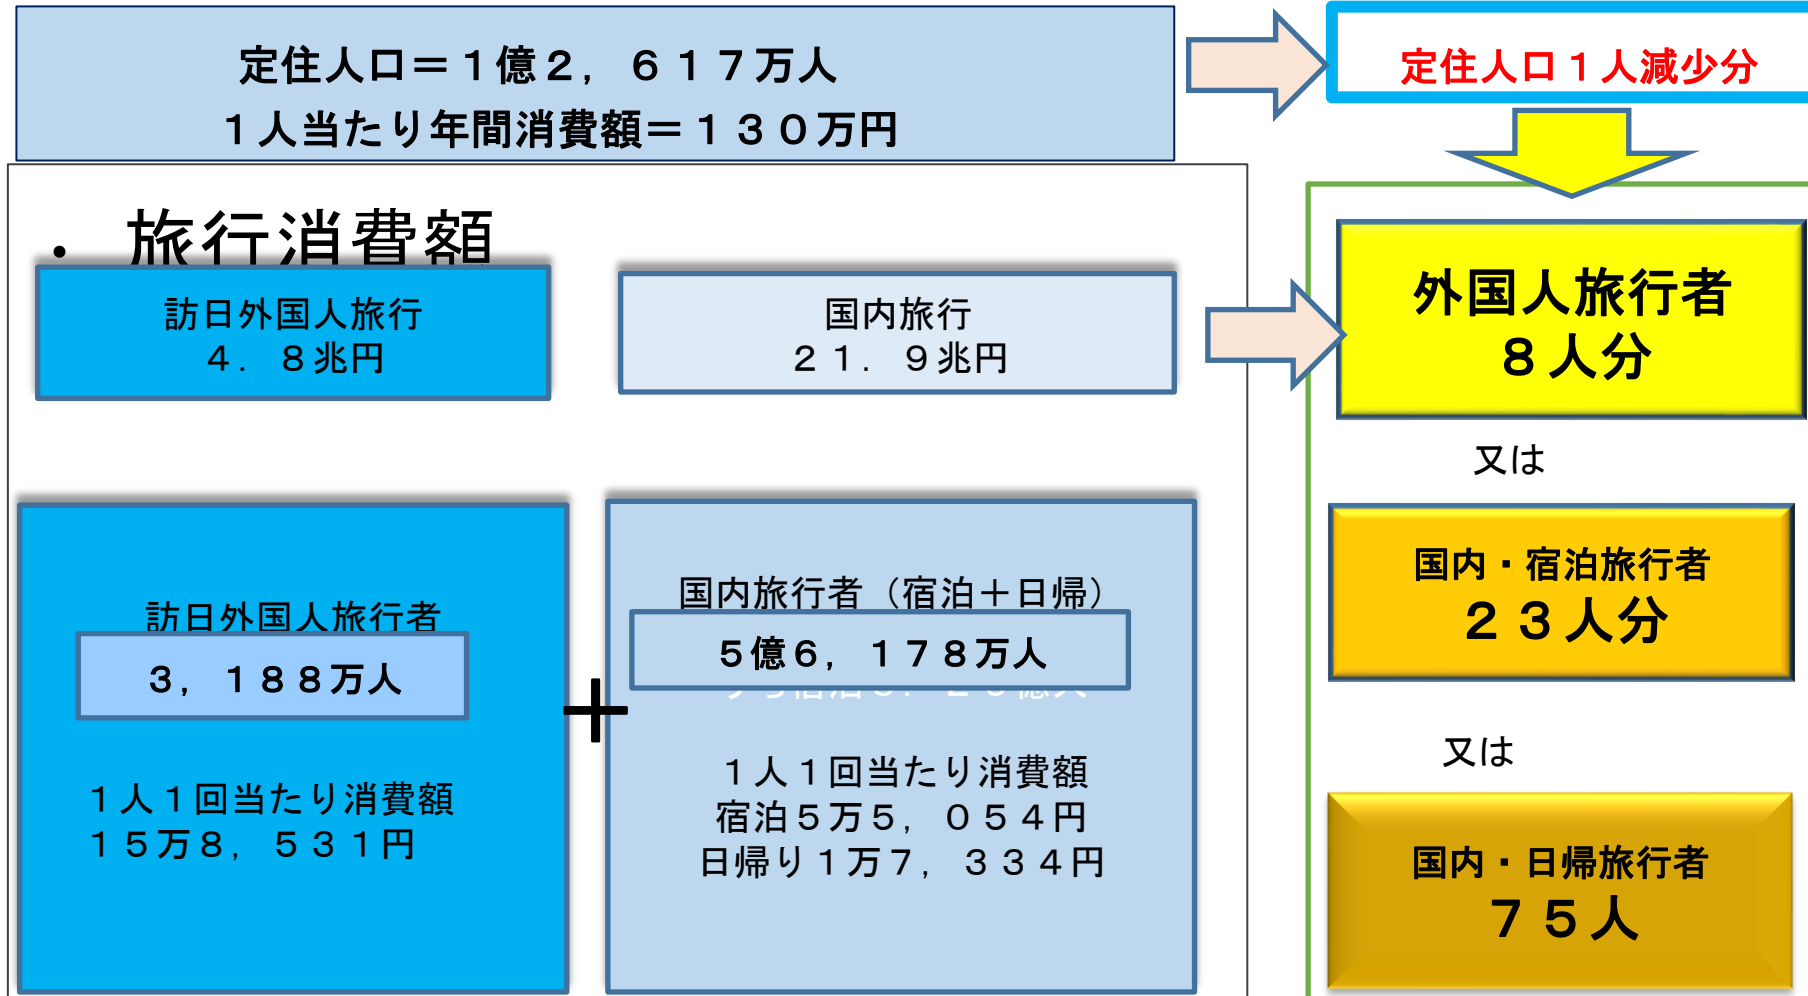 定住人口＝１億２，６１７万人
１人当たり年間消費額＝１３０万円
定住人口１人減少分
．旅行消費額
訪日外国人旅行
４．８兆円
国内旅行
２１．９兆円
外国人旅行者
８人分
又は
国内・宿泊旅行者
２３人分
又は
国内・日帰旅行者
７５人
訪日外国人旅行者
３，１８８万人
１人１回当たり消費額
１５万８，５３１円
＋
国内旅行者（宿泊＋日帰）
５億６，１７８万人
１人１回当たり消費額
宿泊５万５，０５４円
日帰り１万７，３３４円